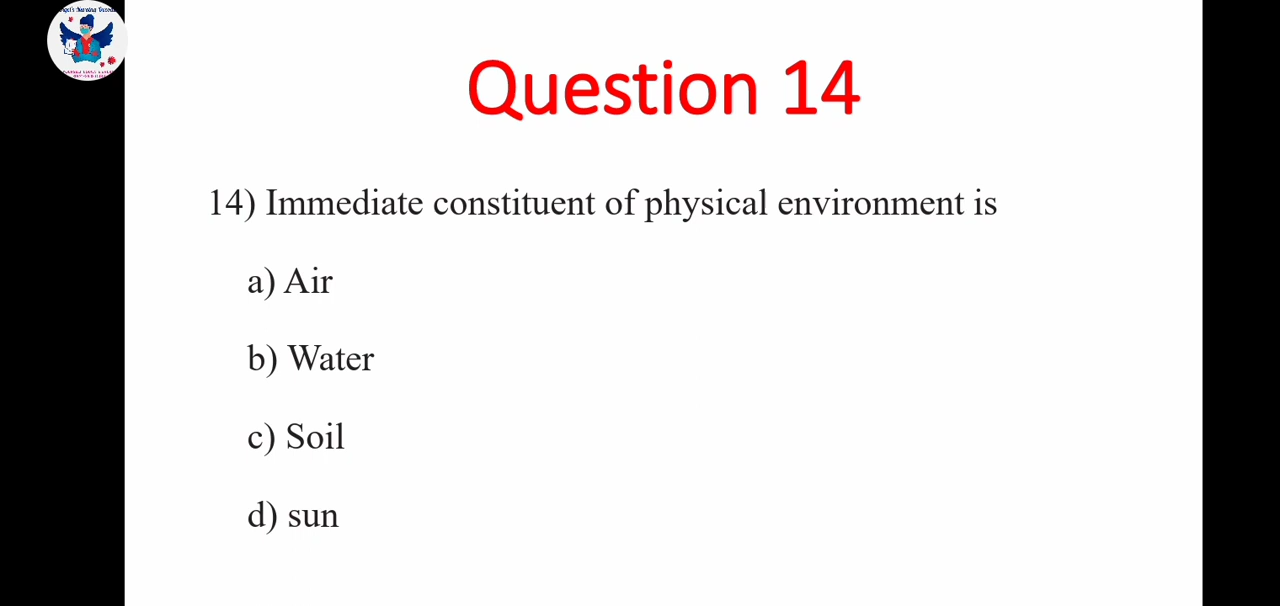 Question 14
14) Immediate constituent of physical environment is
a) Air
b) Water
c) Soil
d) sun